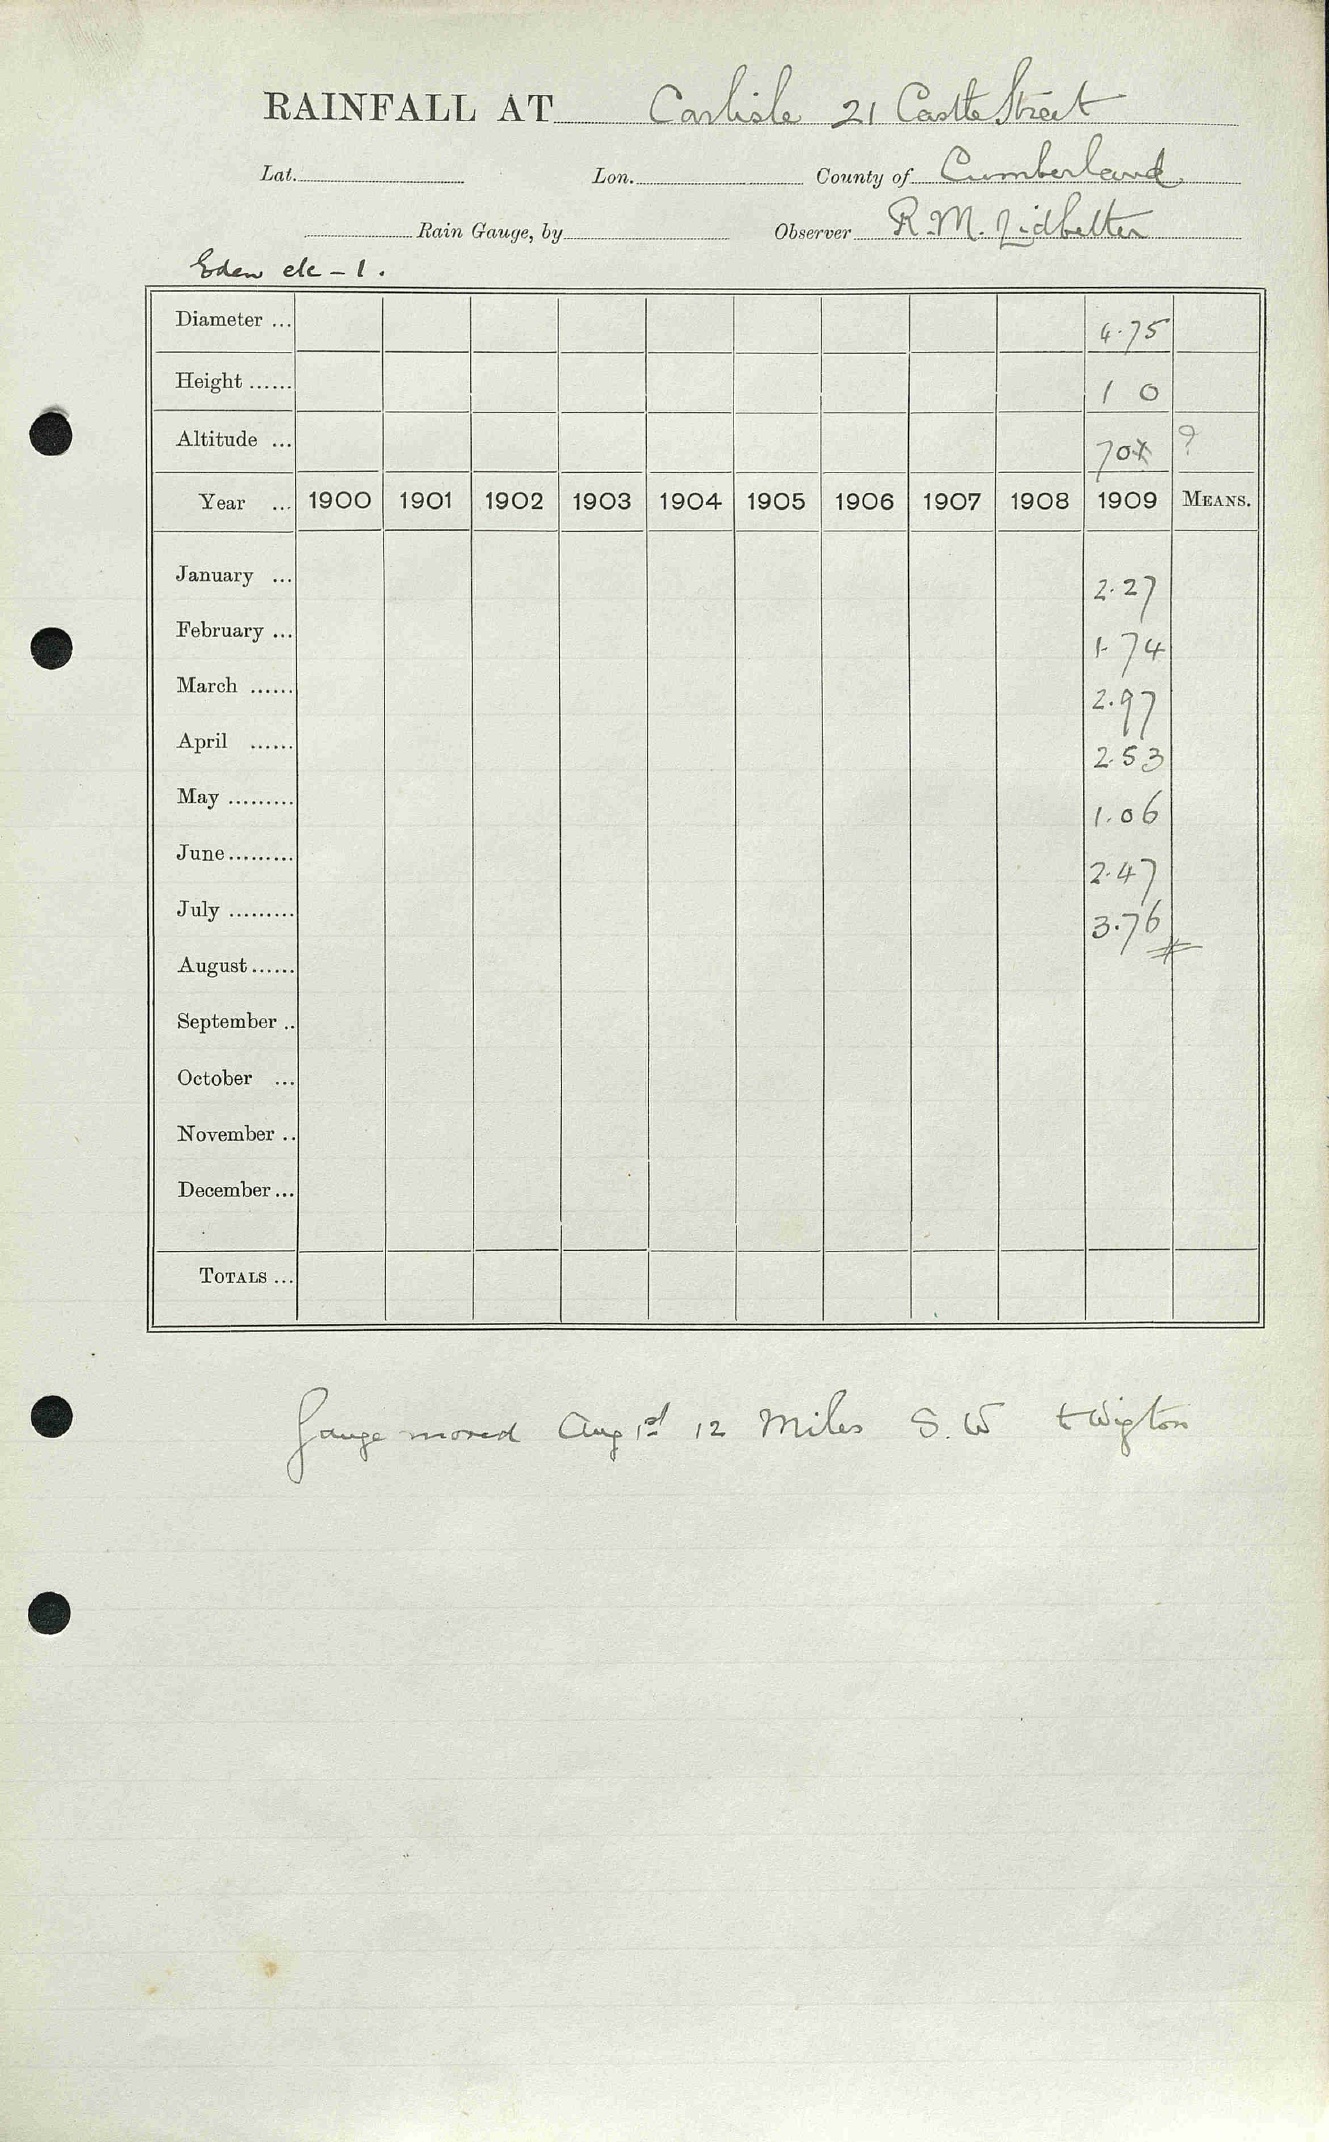 RAINFALL AT Carlisle 21 Castle Street
Lat. Lon. County of Cumberland
Rain Gauge, by Observer R. M. Lidbetter
Eden etc - 1.
Diameter ... 4.75
Height ...... 1 0
Altitude ... 70 ?
Year ... 1900 1901 1902 1903 1904 1905 1906 1907 1908 1909 MEANS.
January ... 2.27
February ... 1.74
March ...... 2.97
April ...... 2.53
May ......... 1.06
June ......... 2.47
July ......... 3.76
August ......
September ..
October ...
November ..
December ...
TOTALS ...
Gauge moved Aug 1st 12 Miles S. W to Wigton